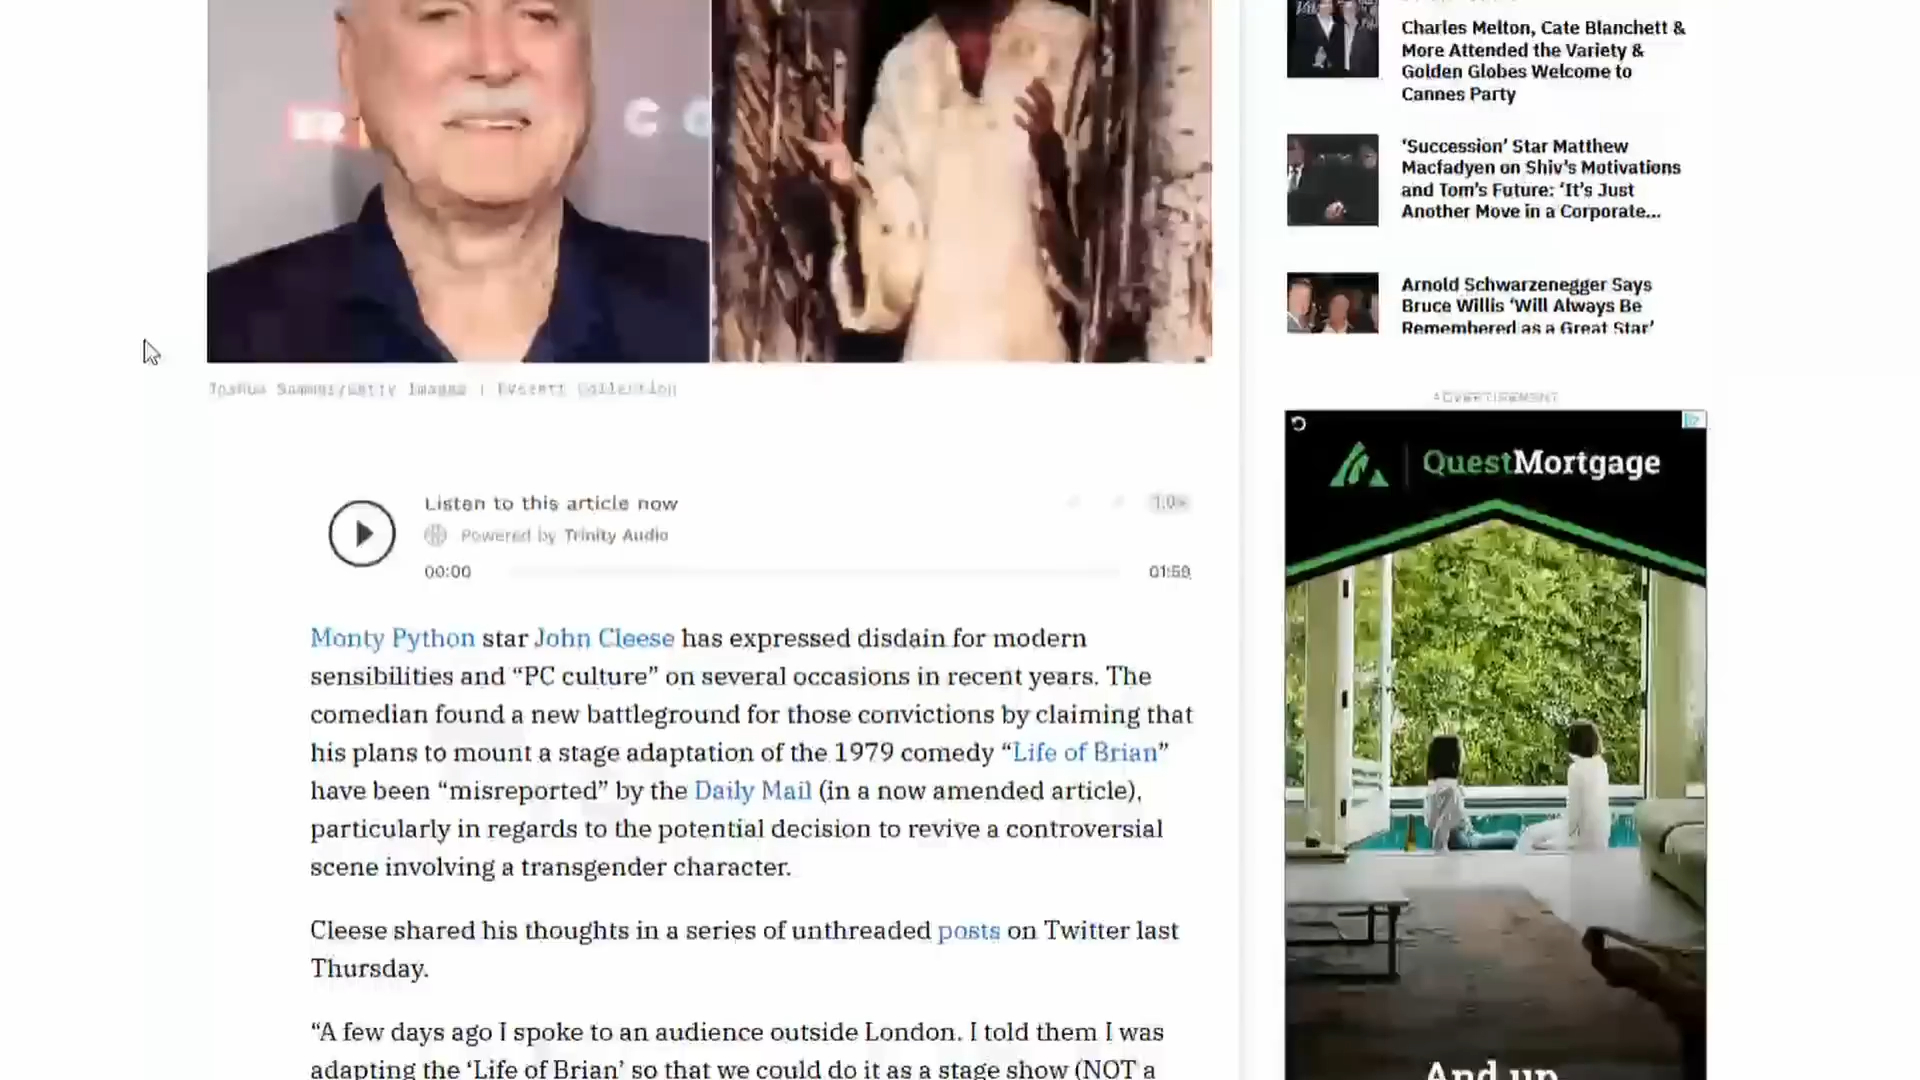 Charles Melton, Cate Blanchett &
More Attended the Variety &
Golden Globes Welcome to
Cannes Party
‘Succession’ Star Matthew
Macfadyen on Shiv’s Motivations
and Tom’s Future: ‘It’s Just
Another Move in a Corporate...
Arnold Schwarzenegger Says
Bruce Willis ‘Will Always Be
Remembered as a Great Star’
Getty Images | Everett Collection
ADVERTISEMENT
QuestMortgage
Listen to this article now
1.0x
Powered by Trinity Audio
00:00
01:59
Monty Python star John Cleese has expressed disdain for modern
sensibilities and “PC culture” on several occasions in recent years. The
comedian found a new battleground for those convictions by claiming that
his plans to mount a stage adaptation of the 1979 comedy “Life of Brian”
have been “misreported” by the Daily Mail (in a now amended article),
particularly in regards to the potential decision to revive a controversial
scene involving a transgender character.
Cleese shared his thoughts in a series of unthreaded posts on Twitter last
Thursday.
“A few days ago I spoke to an audience outside London. I told them I was
adapting the ‘Life of Brian’ so that we could do it as a stage show (NOT a
And up